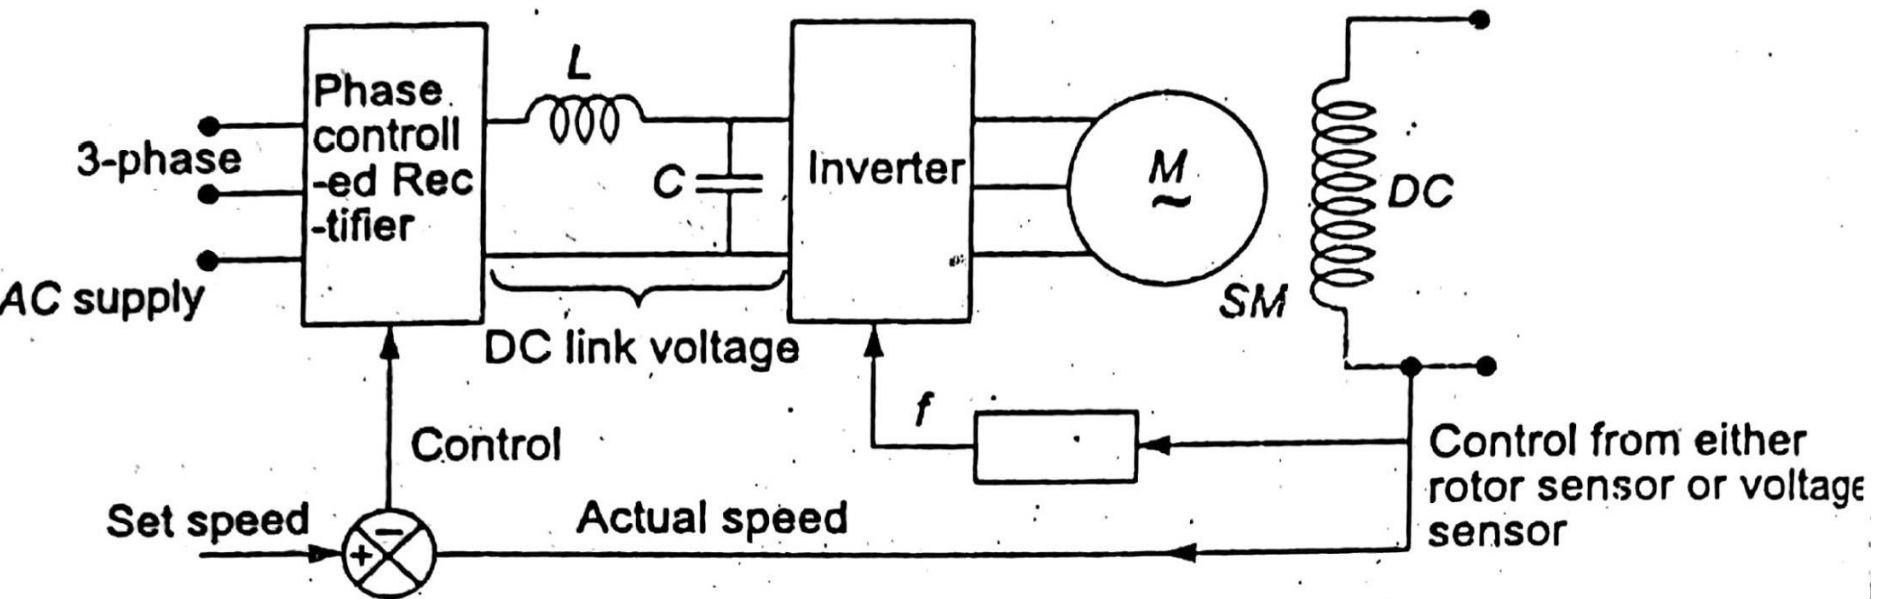 L
Phase
controll
-ed Rec
-tifier
3-phase
AC supply
C
Inverter
M
~
DC
SM
DC link voltage
f
Control
Control from either
rotor sensor or voltage
sensor
Set speed
Actual speed
+
−